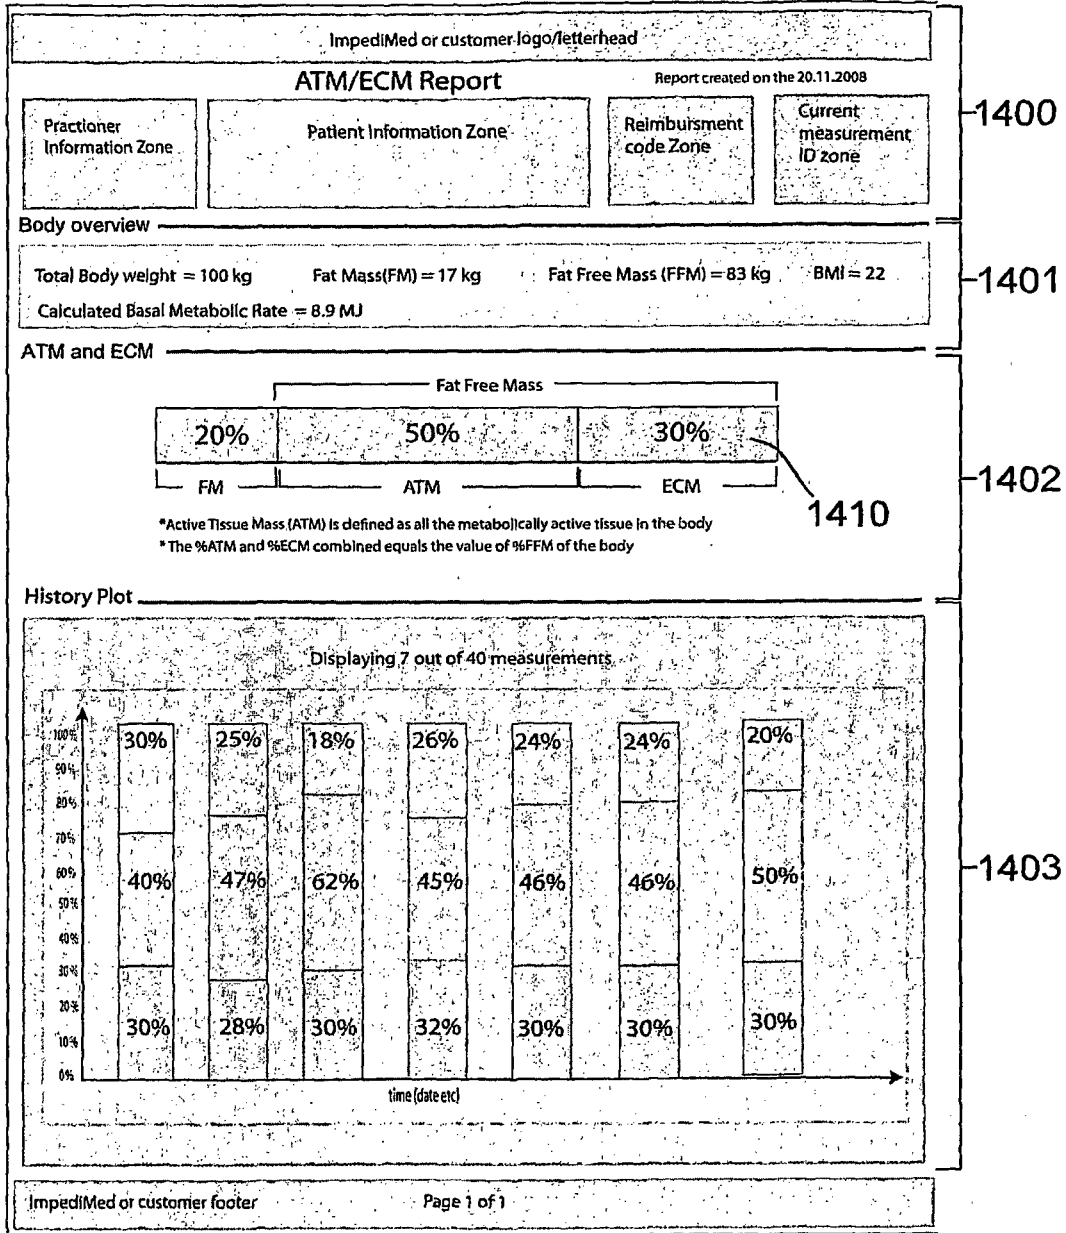 ImpediMed or customer logo/letterhead
ATM/ECM Report
Report created on the 20.11.2008
Practioner
Information Zone
Patient Information Zone
Reimbursment
code Zone
Current
measurement
ID zone
1400
Body overview
Total Body weight = 100 kg
Fat Mass(FM) = 17 kg
Fat Free Mass (FFM) = 83 kg
BMI = 22
Calculated Basal Metabolic Rate = 8.9 MJ
1401
ATM and ECM
Fat Free Mass
20%
50%
30%
FM
ATM
ECM
1410
1402
*Active Tissue Mass (ATM) is defined as all the metabolically active tissue in the body
*The %ATM and %ECM combined equals the value of %FFM of the body
History Plot
Displaying 7 out of 40 measurements
100%
90%
80%
70%
60%
50%
40%
30%
20%
10%
0%
30% 25% 18% 26% 24% 24% 20%
40% 47% 62% 45% 46% 46% 50%
30% 28% 30% 32% 30% 30% 30%
time (date etc)
1403
ImpediMed or customer footer
Page 1 of 1